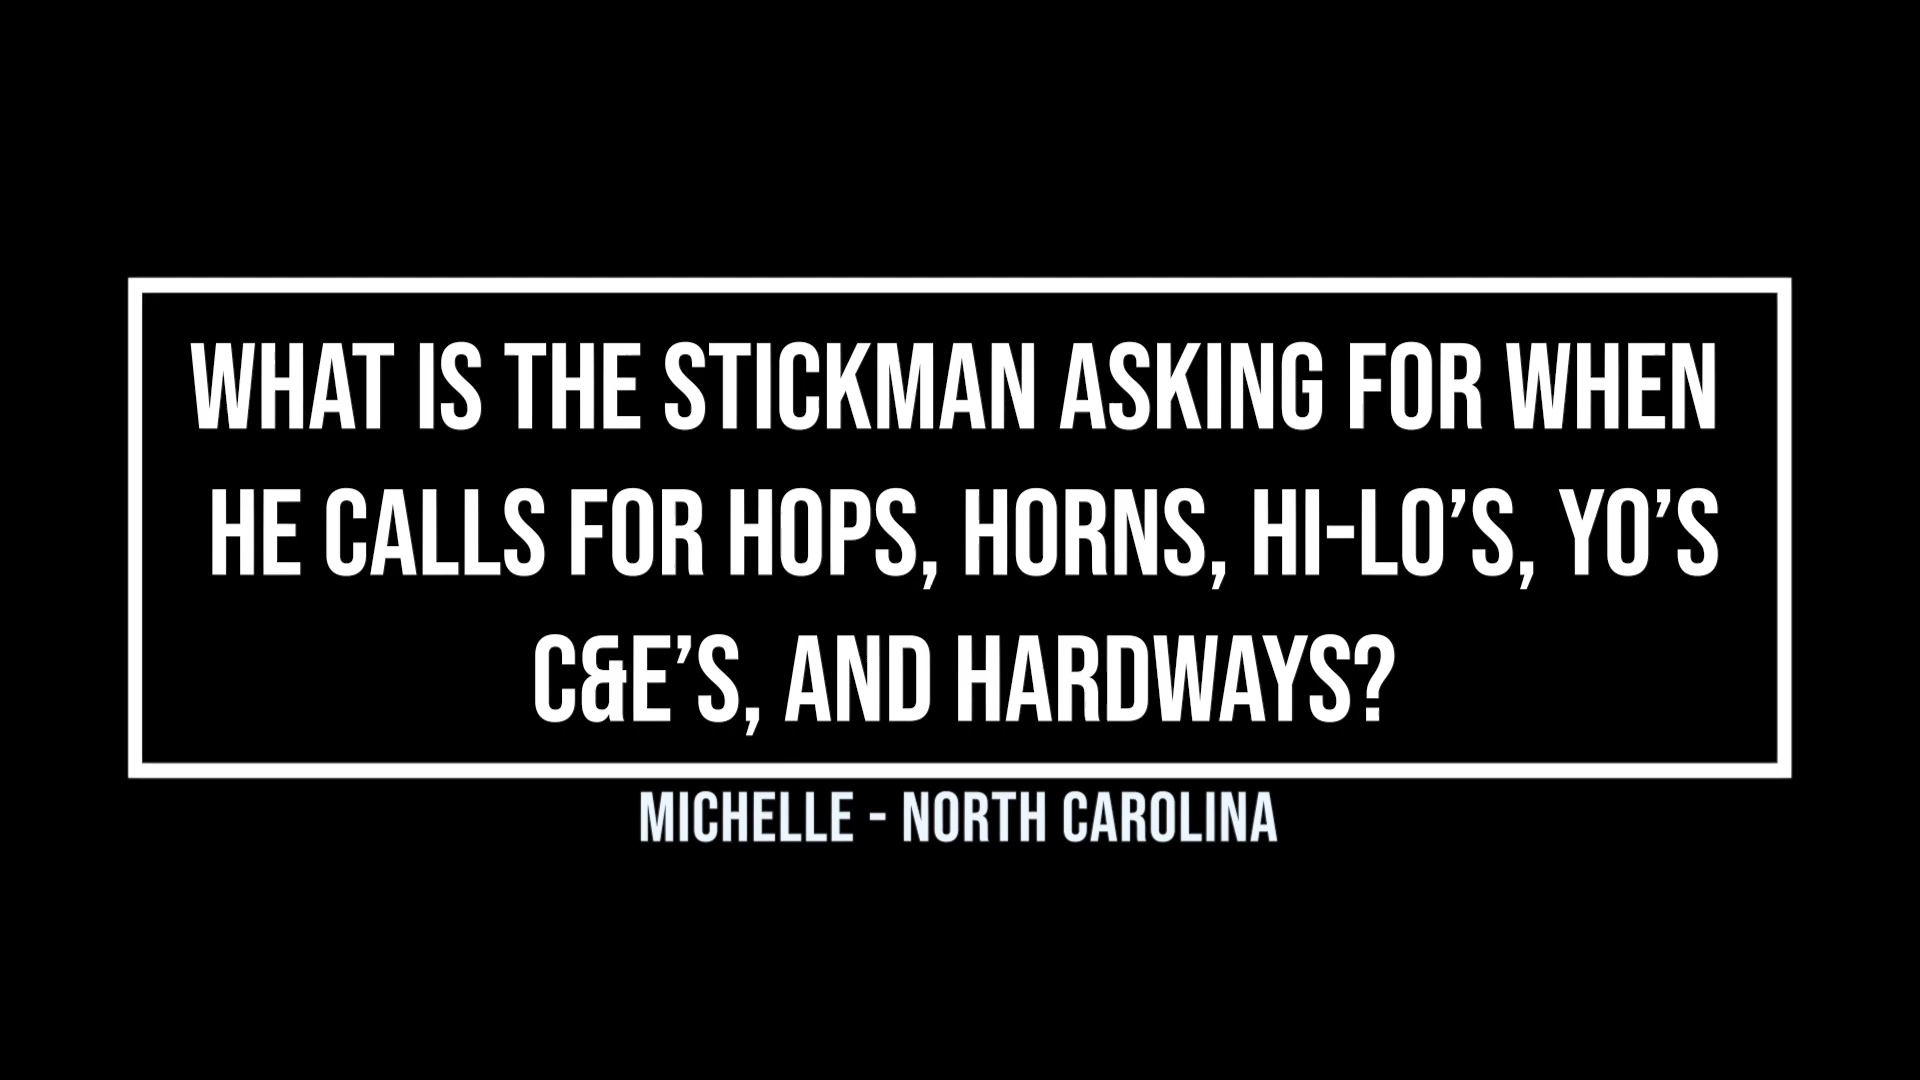 WHAT IS THE STICKMAN ASKING FOR WHEN
HE CALLS FOR HOPS, HORNS, HI-LO’S, YO’S
C&E’S, AND HARDWAYS?
MICHELLE - NORTH CAROLINA